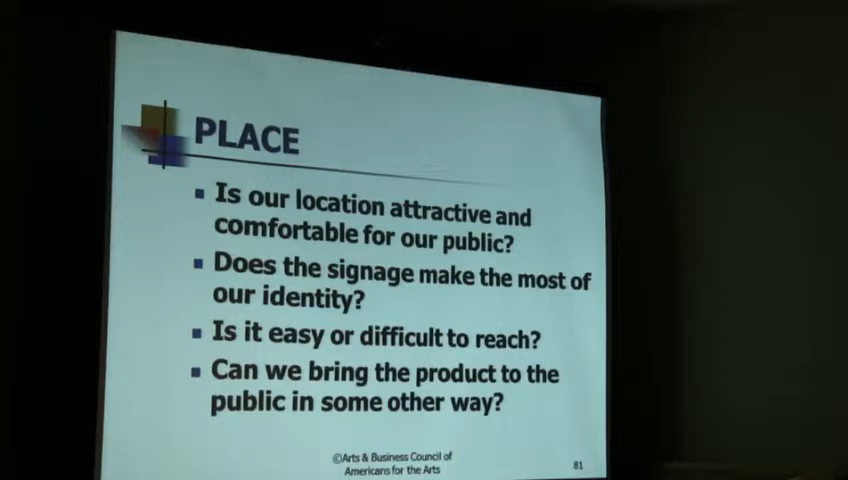 PLACE
▪ Is our location attractive and
comfortable for our public?
▪ Does the signage make the most of
our identity?
▪ Is it easy or difficult to reach?
▪ Can we bring the product to the
public in some other way?
©Arts & Business Council of
Americans for the Arts
81